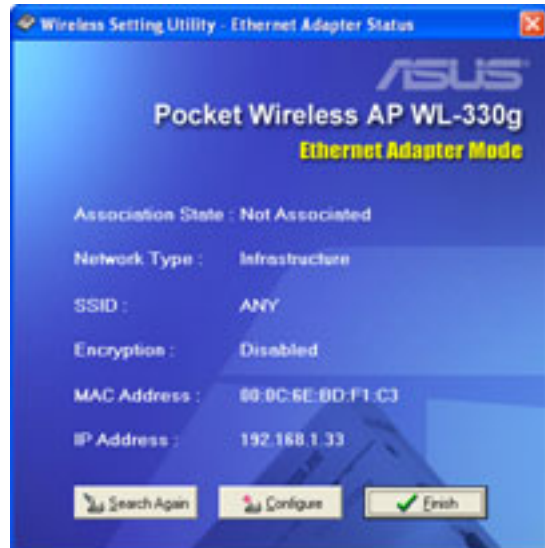 Wireless Setting Utility - Ethernet Adapter Status
ASUS
Pocket Wireless AP WL-330g
Ethernet Adapter Mode
Association State : Not Associated
Network Type : Infrastructure
SSID : ANY
Encryption : Disabled
MAC Address : 00:0C:6E:BD:F1:C3
IP Address : 192.168.1.33
Search Again Configure Finish